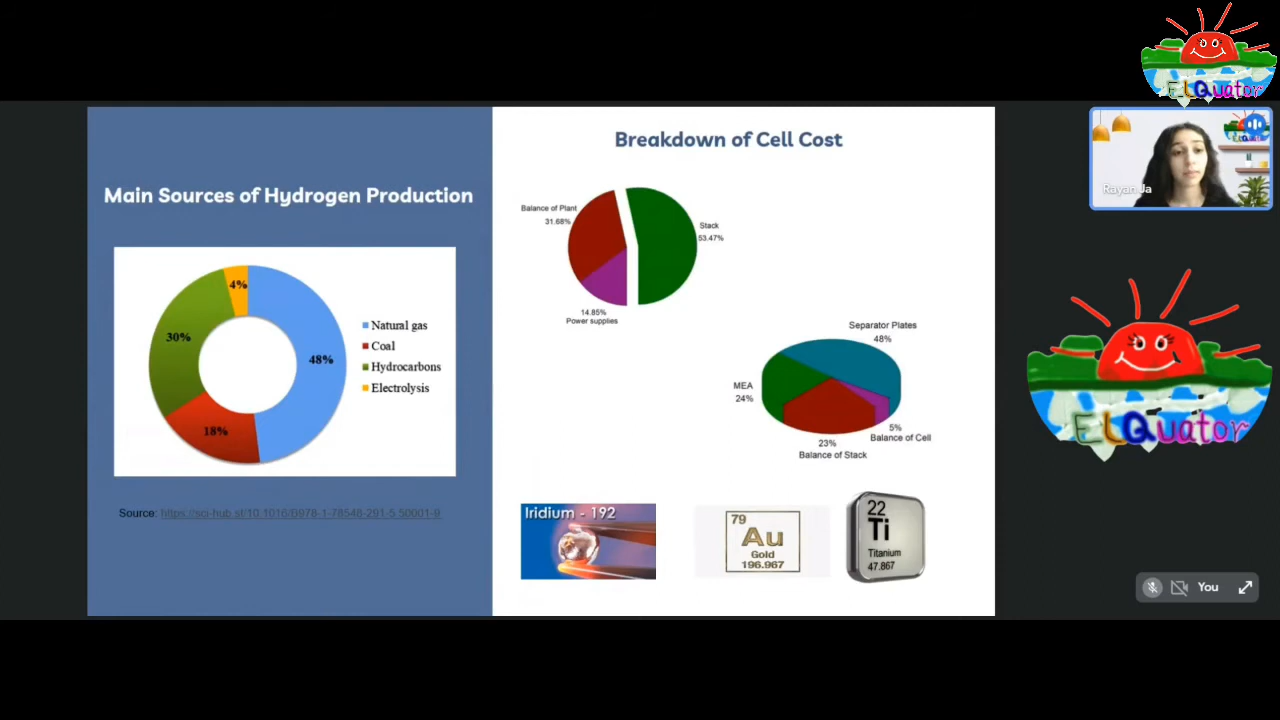 ELQuator
Main Sources of Hydrogen Production
4%
30%
48%
18%
Natural gas
Coal
Hydrocarbons
Electrolysis
Source: https://sci-hub.st/10.1016/B978-1-78548-291-5.50001-9
Breakdown of Cell Cost
Balance of Plant
31.68%
Stack
53.47%
14.85%
Power supplies
Separator Plates
48%
MEA
24%
5%
Balance of Cell
23%
Balance of Stack
Iridium - 192
79
Au
Gold
196.967
22
Ti
Titanium
47.867
Rayan Ja
ELQuator
You